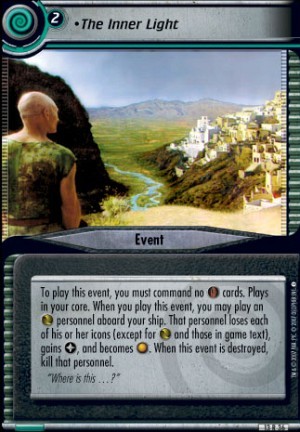 2
•The Inner Light
Event
To play this event, you must command no cards. Plays
in your core. When you play this event, you may place an
personnel aboard your ship. That personnel loses each
of his or her icons (except for and those in game text),
gains , and becomes . When this event is destroyed,
kill that personnel.
"Where is this ...?"
13 R 36